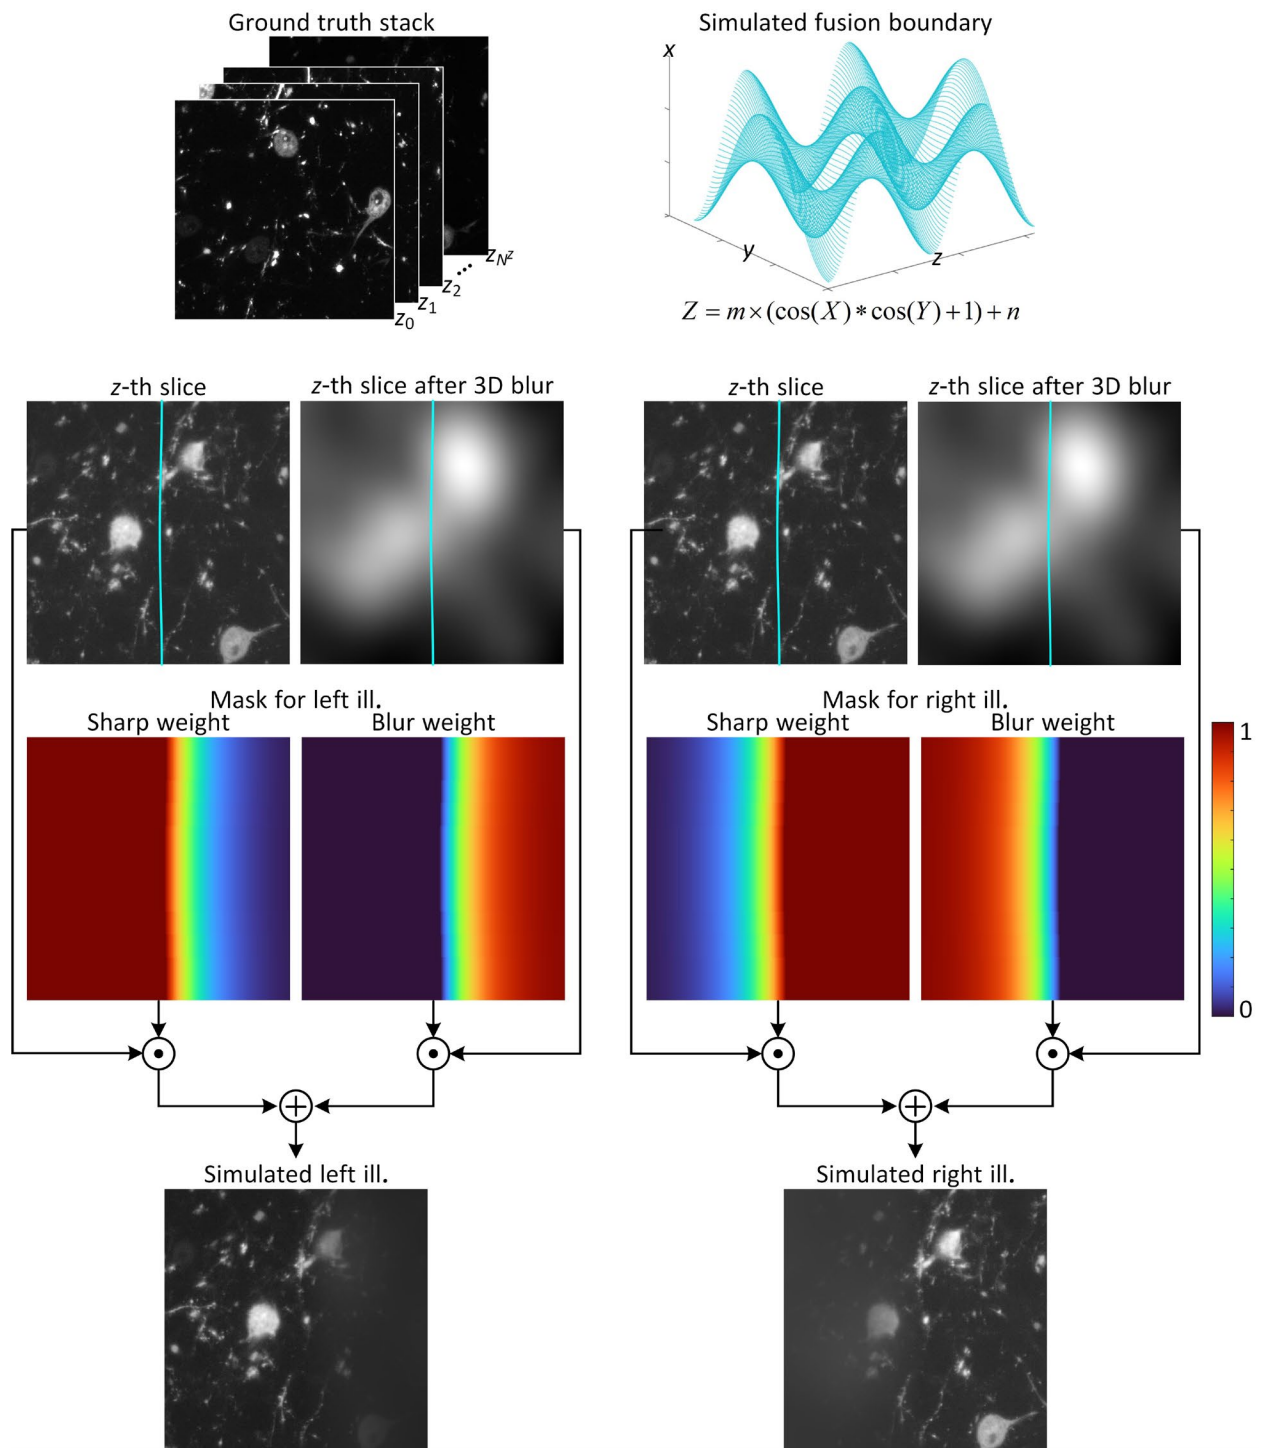 Ground truth stack
Simulated fusion boundary
x
y
z
z0
z1
z2
zNz
Z = m×(cos(X)*cos(Y)+1)+n
z-th slice
z-th slice after 3D blur
z-th slice
z-th slice after 3D blur
Mask for left ill.
Sharp weight
Blur weight
Mask for right ill.
Sharp weight
Blur weight
1
0
Simulated left ill.
Simulated right ill.